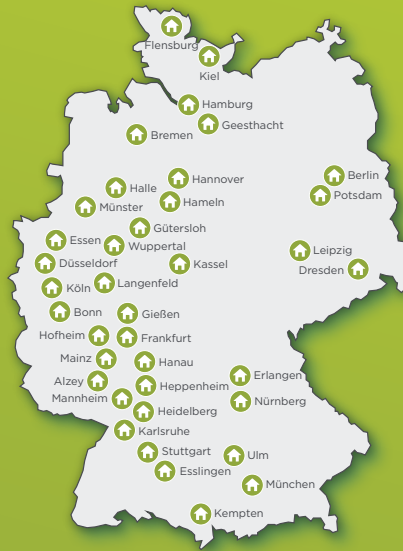 Flensburg
Kiel
Hamburg
Geesthacht
Bremen
Hannover
Berlin
Halle
Potsdam
Münster
Hameln
Gütersloh
Essen
Wuppertal
Leipzig
Düsseldorf
Kassel
Dresden
Köln
Langenfeld
Bonn
Gießen
Hofheim
Frankfurt
Mainz
Hanau
Alzey
Heppenheim
Erlangen
Mannheim
Nürnberg
Heidelberg
Karlsruhe
Stuttgart
Ulm
Esslingen
München
Kempten